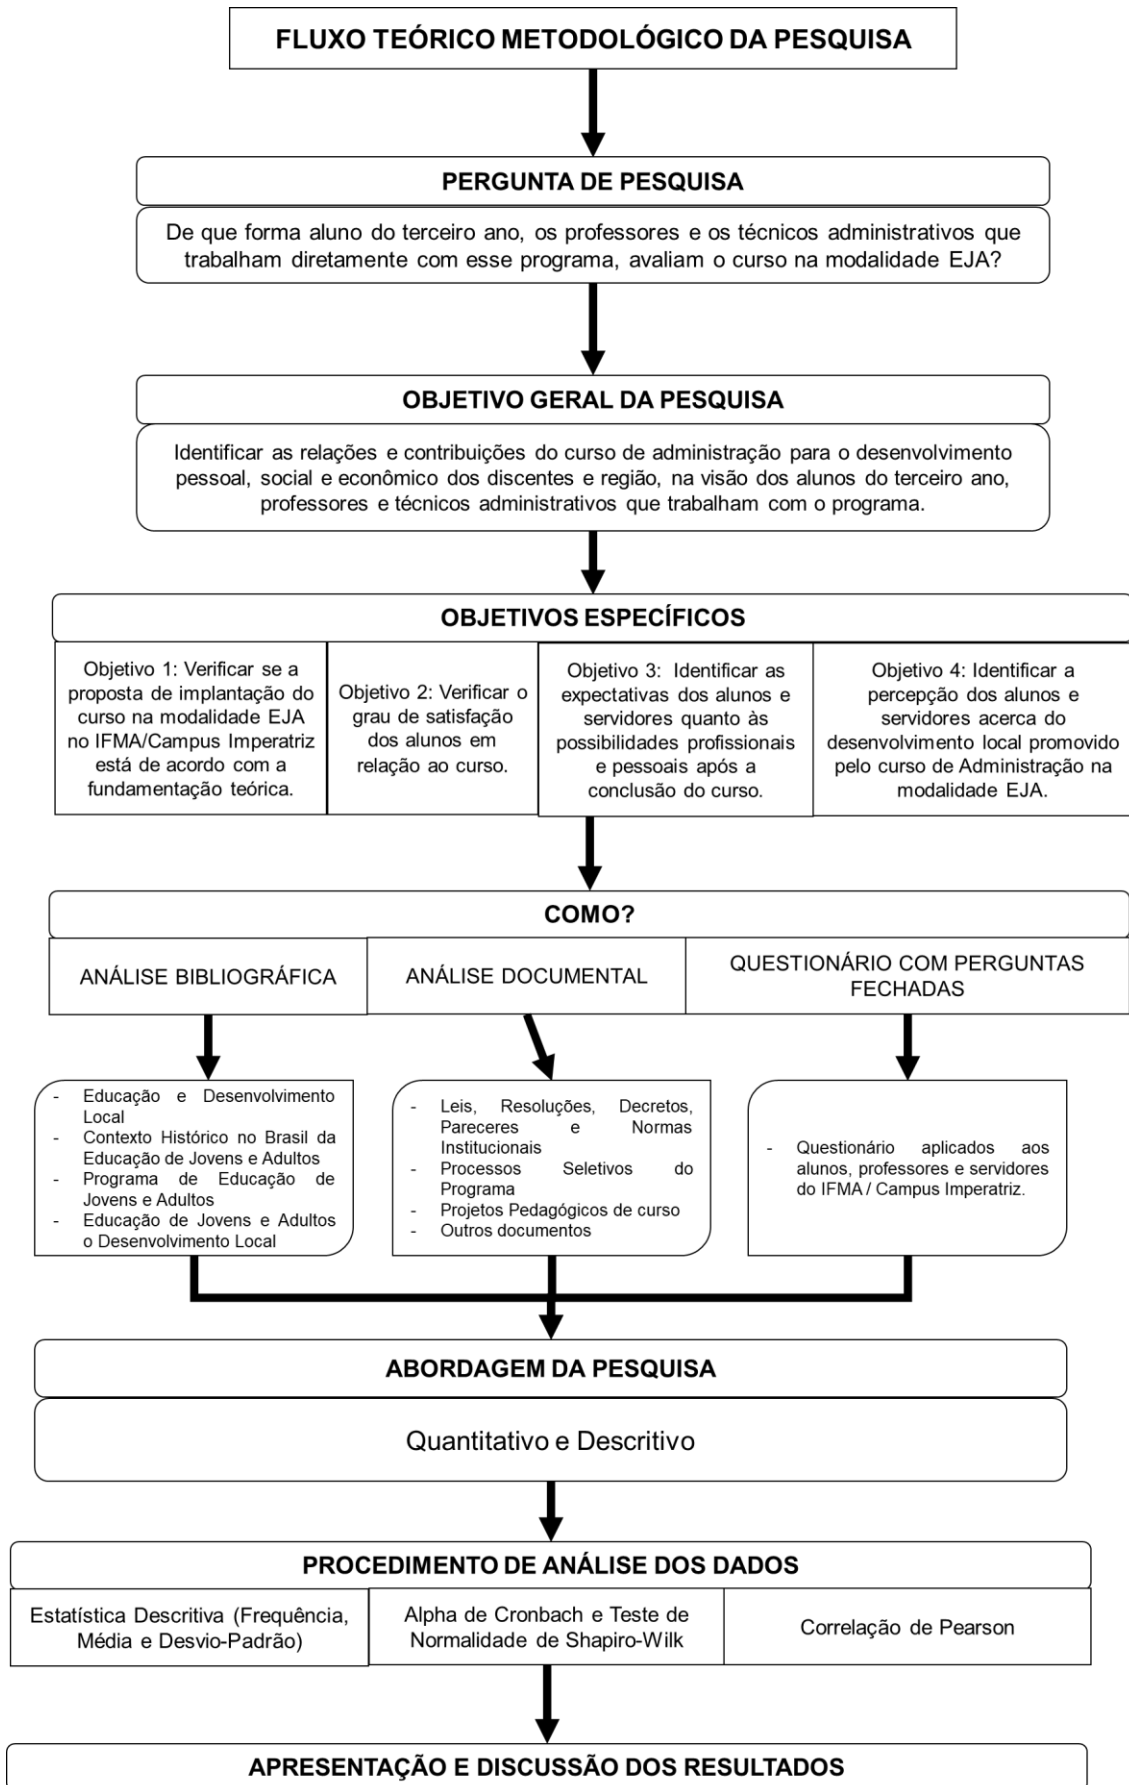 FLUXO TEÓRICO METODOLÓGICO DA PESQUISA
PERGUNTA DE PESQUISA
De que forma aluno do terceiro ano, os professores e os técnicos administrativos que
trabalham diretamente com esse programa, avaliam o curso na modalidade EJA?
OBJETIVO GERAL DA PESQUISA
Identificar as relações e contribuições do curso de administração para o desenvolvimento
pessoal, social e econômico dos discentes e região, na visão dos alunos do terceiro ano,
professores e técnicos administrativos que trabalham com o programa.
OBJETIVOS ESPECÍFICOS
Objetivo 1: Verificar se a
proposta de implantação do
curso na modalidade EJA
no IFMA/Campus Imperatriz
está de acordo com a
fundamentação teórica.
Objetivo 2: Verificar o
grau de satisfação
dos alunos em
relação ao curso.
Objetivo 3: Identificar as
expectativas dos alunos e
servidores quanto às
possibilidades profissionais
e pessoais após a
conclusão do curso.
Objetivo 4: Identificar a
percepção dos alunos e
servidores acerca do
desenvolvimento local promovido
pelo curso de Administração na
modalidade EJA.
COMO?
ANÁLISE BIBLIOGRÁFICA
ANÁLISE DOCUMENTAL
QUESTIONÁRIO COM PERGUNTAS
FECHADAS
- Educação e Desenvolvimento
Local
- Contexto Histórico no Brasil da
Educação de Jovens e Adultos
- Programa de Educação de
Jovens e Adultos
- Educação de Jovens e Adultos
o Desenvolvimento Local
- Leis, Resoluções, Decretos,
Pareceres e Normas
Institucionais
- Processos Seletivos do
Programa
- Projetos Pedagógicos de curso
- Outros documentos
- Questionário aplicados aos
alunos, professores e servidores
do IFMA / Campus Imperatriz.
ABORDAGEM DA PESQUISA
Quantitativo e Descritivo
PROCEDIMENTO DE ANÁLISE DOS DADOS
Estatística Descritiva (Frequência,
Média e Desvio-Padrão)
Alpha de Cronbach e Teste de
Normalidade de Shapiro-Wilk
Correlação de Pearson
APRESENTAÇÃO E DISCUSSÃO DOS RESULTADOS